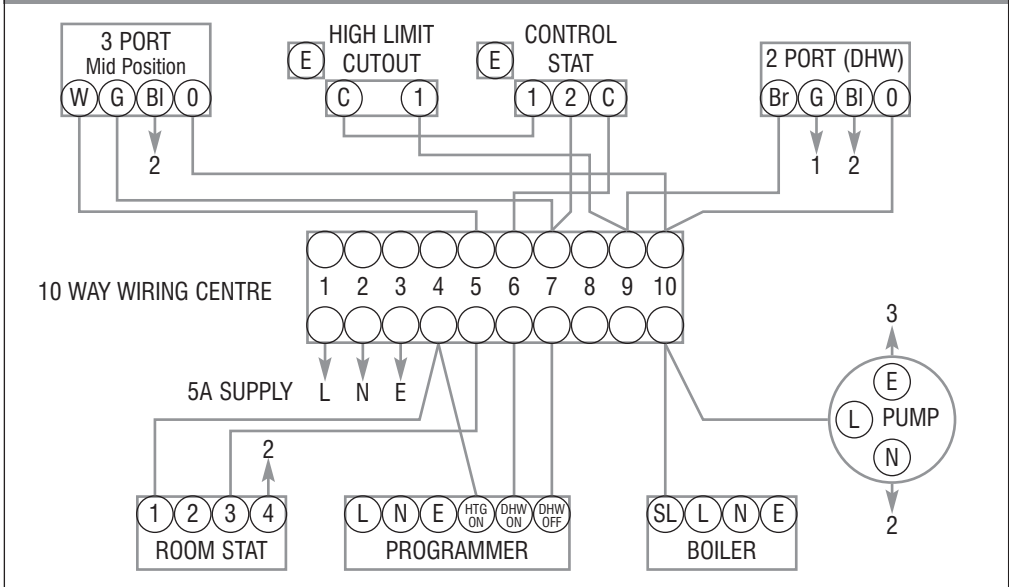 3 PORT
Mid Position
W G Bl 0
2
E
HIGH LIMIT
CUTOUT
C 1
E
CONTROL
STAT
1 2 C
2 PORT (DHW)
Br G Bl 0
1 2
10 WAY WIRING CENTRE
1 2 3 4 5 6 7 8 9 10
5A SUPPLY L N E
3
E
L PUMP
N
2
2
1 2 3 4
ROOM STAT
L N E HTG ON DHW ON DHW OFF
PROGRAMMER
SL L N E
BOILER